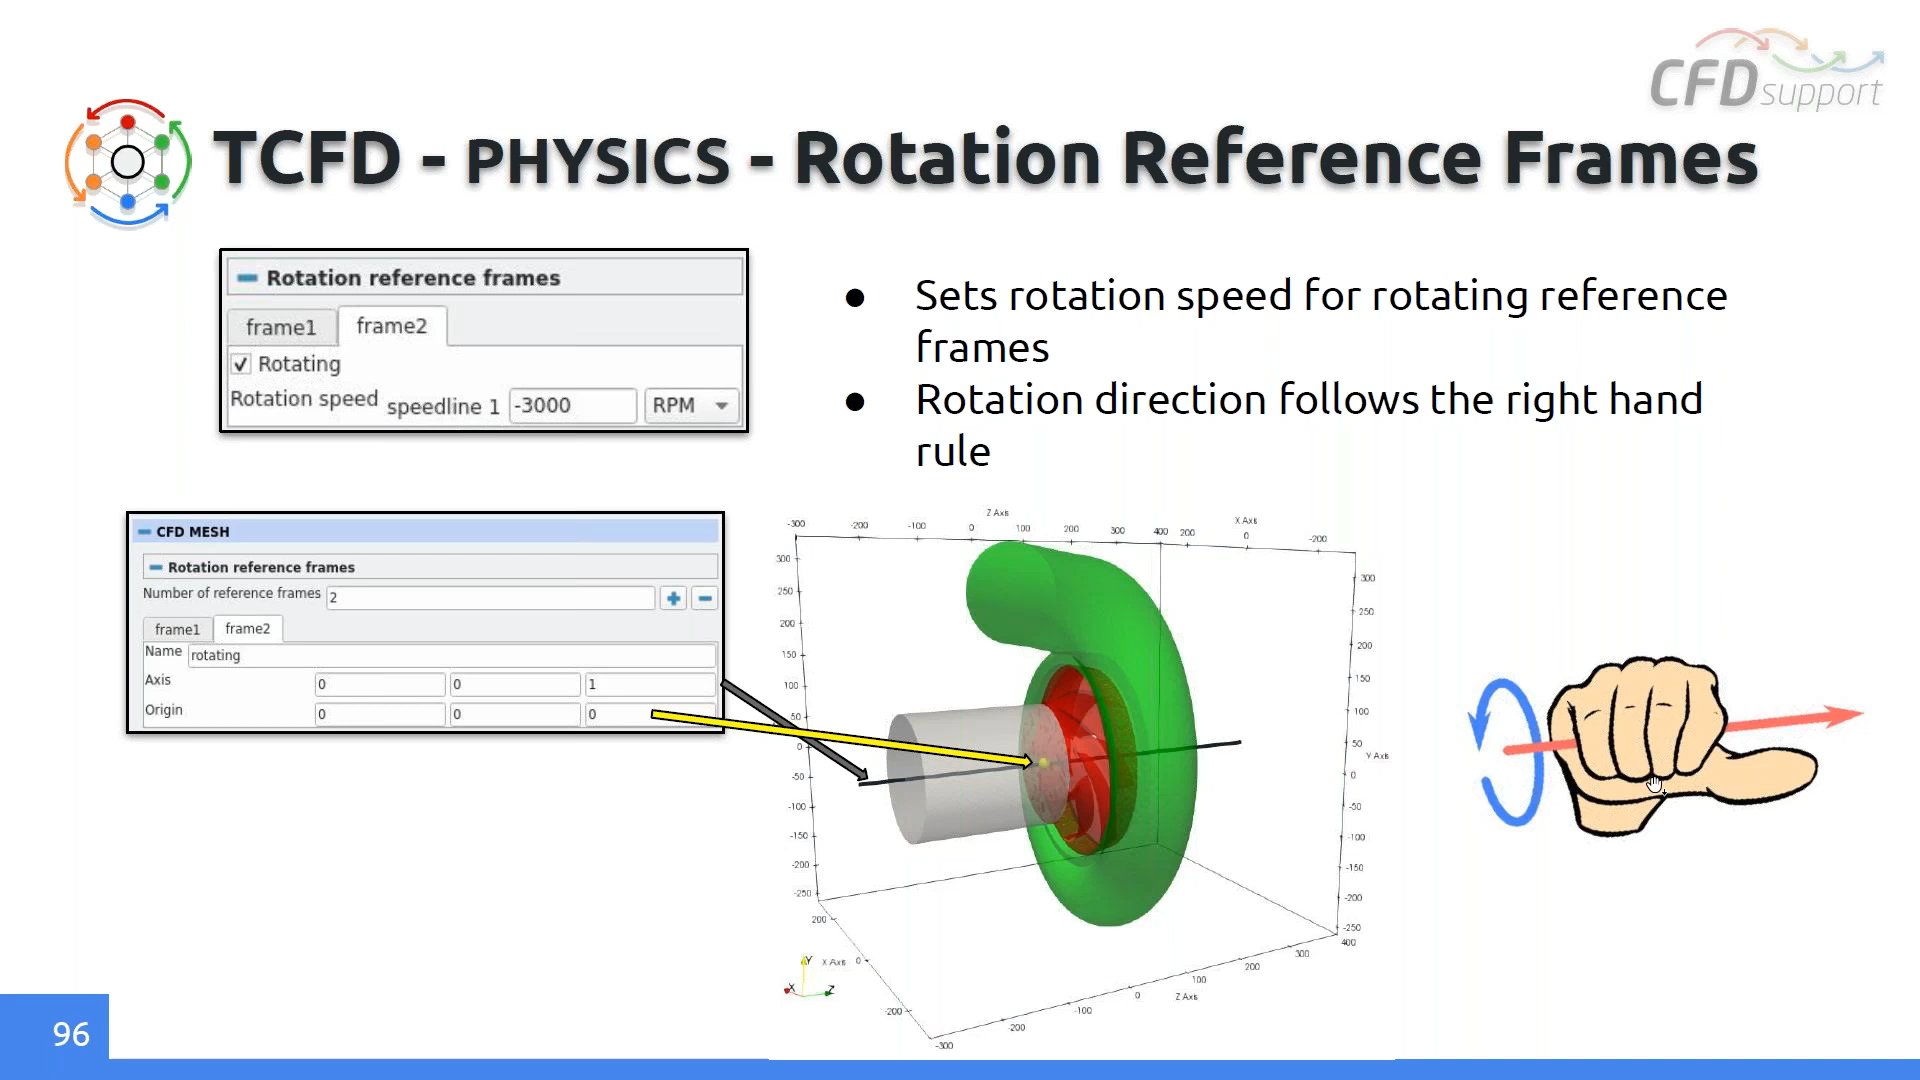 CFD support
TCFD - PHYSICS - Rotation Reference Frames
Rotation reference frames
frame1 frame2
Rotating
Rotation speed speedline 1 -3000 RPM
● Sets rotation speed for rotating reference
frames
● Rotation direction follows the right hand
rule
CFD MESH
Rotation reference frames
Number of reference frames 2
frame1 frame2
Name rotating
Axis 0 0 1
Origin 0 0 0
Z Axis
-300 -200 -100 0 100 200 300 400
X Axis
200 0 -200
300
250
200
150
100
50
0
-50
-100
-150
-200
-250
300
250
200
150
100
50
Y Axis
0
-50
-100
-150
-200
-250
200
X Axis 0
-200
-300
-200
-100
0
100
200
300
400
Z Axis
Y
X
Z
96